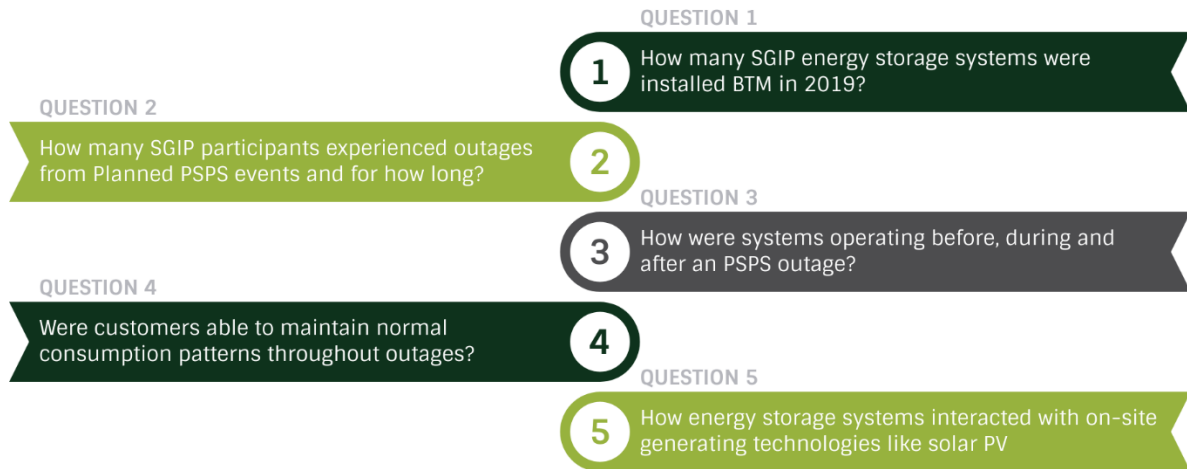 QUESTION 1
1
How many SGIP energy storage systems were
installed BTM in 2019?
QUESTION 2
How many SGIP participants experienced outages
from Planned PSPS events and for how long?
2
QUESTION 3
3
How were systems operating before, during and
after an PSPS outage?
QUESTION 4
Were customers able to maintain normal
consumption patterns throughout outages?
4
QUESTION 5
5
How energy storage systems interacted with on-site
generating technologies like solar PV